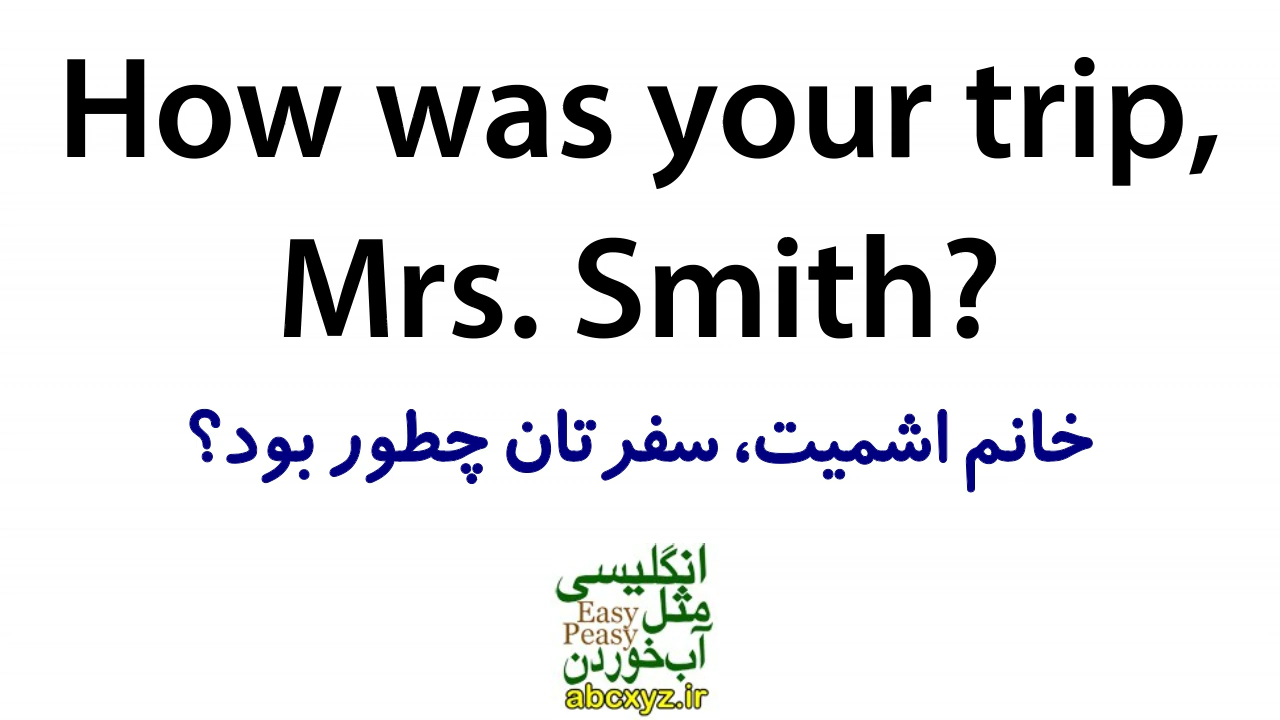 How was your trip,
Mrs. Smith?
خانم اشمیت، سفرتان چطور بود؟
انگلیسی
مثل Easy
Peasy
آب‌خوردن
abcxyz.ir